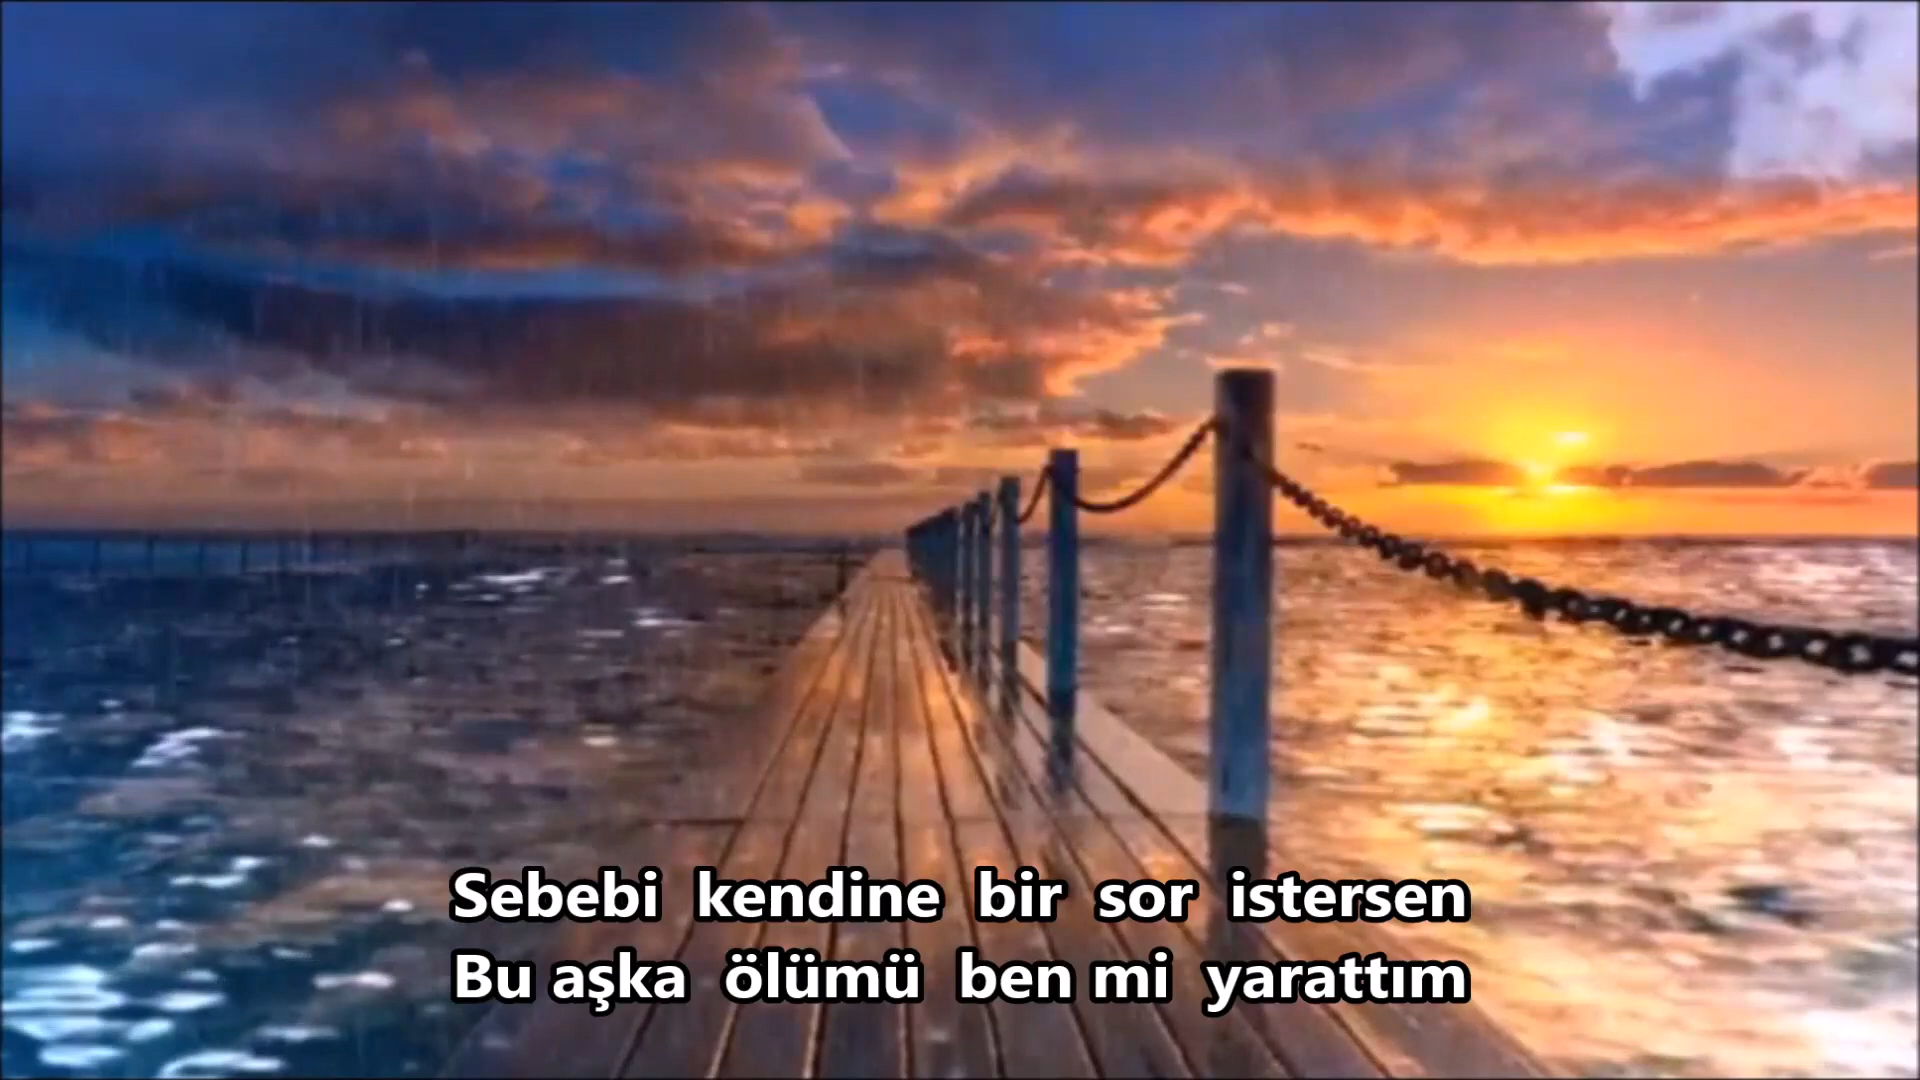 Sebebi kendine bir sor istersen
Bu aşka ölümü ben mi yarattım